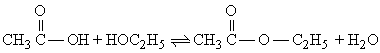 O O
CH₃C—OH + HOC₂H₅ ⇌ CH₃C—O—C₂H₅ + H₂O